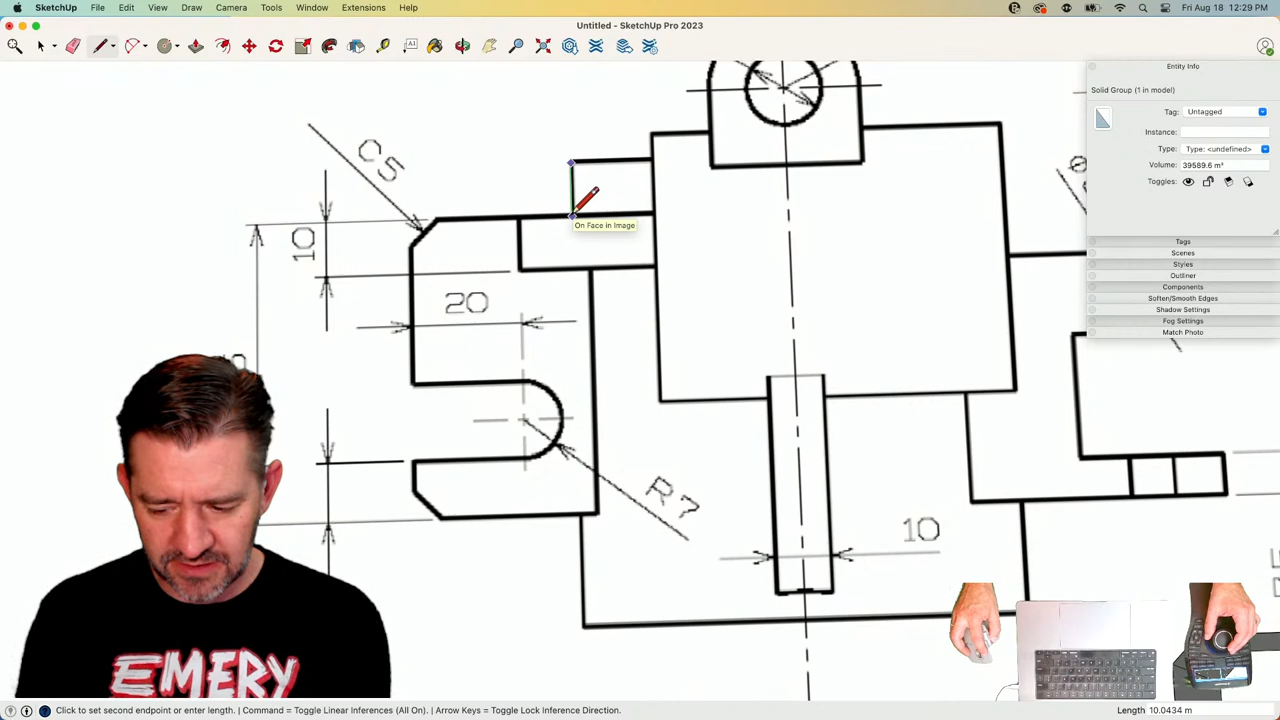 SketchUp File Edit View Draw Camera Tools Window Extensions Help
Fri Aug 18 12:29 PM
Untitled - SketchUp Pro 2023
A1
Entity Info
Solid Group (1 in model)
Tag: Untagged
Instance:
Type: Type: <undefined>
Volume: 39589.6 m³
Toggles:
Tags
Scenes
Styles
Outliner
Components
Soften/Smooth Edges
Shadow Settings
Fog Settings
Match Photo
C5
10
On Face in Image
20
R7
10
EMERY
Click to set second endpoint or enter length. | Command = Toggle Linear Inferences (All On). | Arrow Keys = Toggle Lock Inference Direction.
Length 10.0434 m